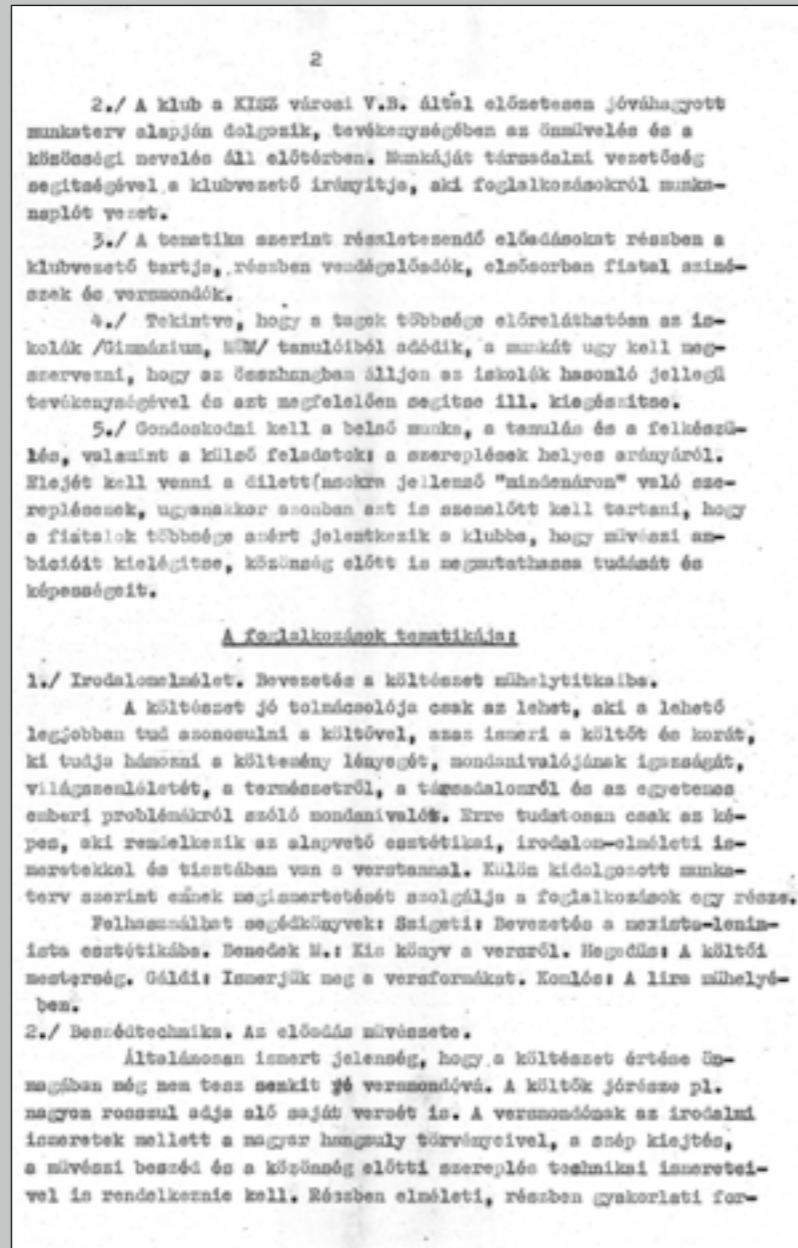 2
2./ A klub a KISZ városi V.B. által előzetesen jóváhagyott
munkaterv alapján dolgozik, tevékenységében az önművelés és a
közösségi nevelés áll előtérben. Munkáját társadalmi vezetőség
segitségével a klubvezető irányitja, aki foglalkozásokról munka-
naplót vezet.
3./ A tematika szerint részletezendő előadásokat részben a
klubvezető tartja, részben vendégelőadók, elsősorban fiatal sziné-
szek és versmondók.
4./ Tekintve, hogy a tagok többsége előreláthatóan az is-
kolák /Gimnázium, MŰM/ tanulóiból adódik, a munkát ugy kell meg-
szervezni, hogy az összhangban álljon az iskolák hasonló jellegű
tevékenységével és azt megfelelően segitse ill. kiegészitse.
5./ Gondoskodni kell a belső munka, a tanulás és a felkészü-
lés, valamint a külső feladatok: a szereplések helyes arányáról.
Elejét kell venni a dilett(nsokra jellemző "mindenáron" való sze-
replésnek, ugyanakkor azonban azt is szemelőtt kell tartani, hogy
a fiatalok többsége azért jelentkezik a klubba, hogy művészi am-
bicióit kielégitse, közönség előtt is megmutathassa tudását és
képességeit.
A foglalkozások tematikája:
1./ Irodalomelmélet. Bevezetés a költészet műhelytitkaiba.
A költészet jó tolmácsolója csak az lehet, aki a lehető
legjobban tud azonosulni a költővel, azaz ismeri a költőt és korát,
ki tudja hámozni a költemény lényegét, mondanivalójának igazságát,
világszemléletét, a természetről, a társadalomról és az egyetemes
emberi problémákról szóló mondanivalót. Erre tudatosan csak az ké-
pes, aki rendelkezik az alapvető esztétikai, irodalom-elméleti is-
meretekkel és tisztában van a verstannal. Külön kidolgozott munka-
terv szerint ennek megismertetését szolgálja a foglalkozások egy része.
Felhasználhat segédkönyvek: Szigeti: Bevezetés a mexista-lenin-
ista esztétikába. Benedek M.: Kis könyv a versről. Hegedüs: A költői
mesterség. Gáldi: Ismerjük meg a versformákat. Komlós: A lira műhelyé-
ben.
2./ Beszédtechnika. Az előadás művészete.
Általánosan ismert jelenség, hogy a költészet értése ön-
magában még nem tesz senkit jó versmondóvá. A költők jórésze pl.
nagyon rosszul adja elő saját versét is. A versmondónak az irodalmi
ismeretek mellett a magyar hangsuly törvényeivel, a szép kiejtés,
a művészi beszéd és a közönség előtti szereplés technikai ismeretei-
vel is rendelkeznie kell. Részben elméleti, részben gyakorlati for-